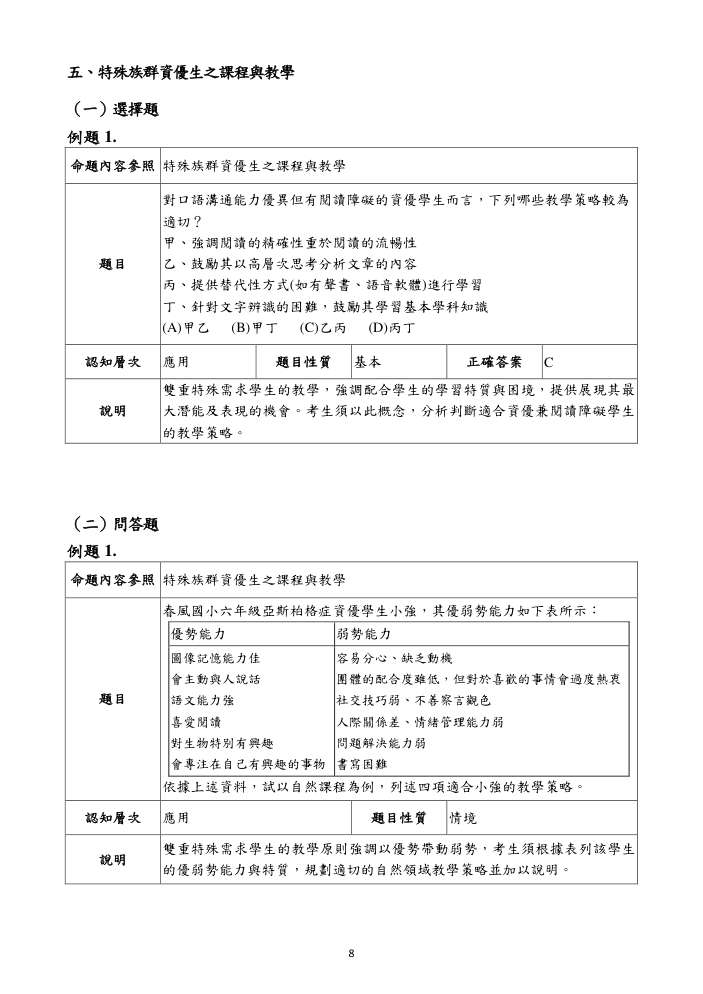 五、特殊族群資優生之課程與教學
（一）選擇題
例題 1.
命題內容參照 特殊族群資優生之課程與教學
題目
對口語溝通能力優異但有閱讀障礙的資優學生而言，下列哪些教學策略較為
適切？
甲、強調閱讀的精確性重於閱讀的流暢性
乙、鼓勵其以高層次思考分析文章的內容
丙、提供替代性方式(如有聲書、語音軟體)進行學習
丁、針對文字辨識的困難，鼓勵其學習基本學科知識
(A)甲乙 (B)甲丁 (C)乙丙 (D)丙丁
認知層次 應用 題目性質 基本 正確答案 C
說明
雙重特殊需求學生的教學，強調配合學生的學習特質與困境，提供展現其最
大潛能及表現的機會。考生須以此概念，分析判斷適合資優兼閱讀障礙學生
的教學策略。
（二）問答題
例題 1.
命題內容參照 特殊族群資優生之課程與教學
題目
春風國小六年級亞斯柏格症資優學生小強，其優弱勢能力如下表所示：
優勢能力 弱勢能力
圖像記憶能力佳 容易分心、缺乏動機
會主動與人說話 團體的配合度雖低，但對於喜歡的事情會過度熱衷
語文能力強 社交技巧弱、不善察言觀色
喜愛閱讀 人際關係差、情緒管理能力弱
對生物特別有興趣 問題解決能力弱
會專注在自己有興趣的事物 書寫困難
依據上述資料，試以自然課程為例，列述四項適合小強的教學策略。
認知層次 應用 題目性質 情境
說明
雙重特殊需求學生的教學原則強調以優勢帶動弱勢，考生須根據表列該學生
的優弱勢能力與特質，規劃適切的自然領域教學策略並加以說明。
8